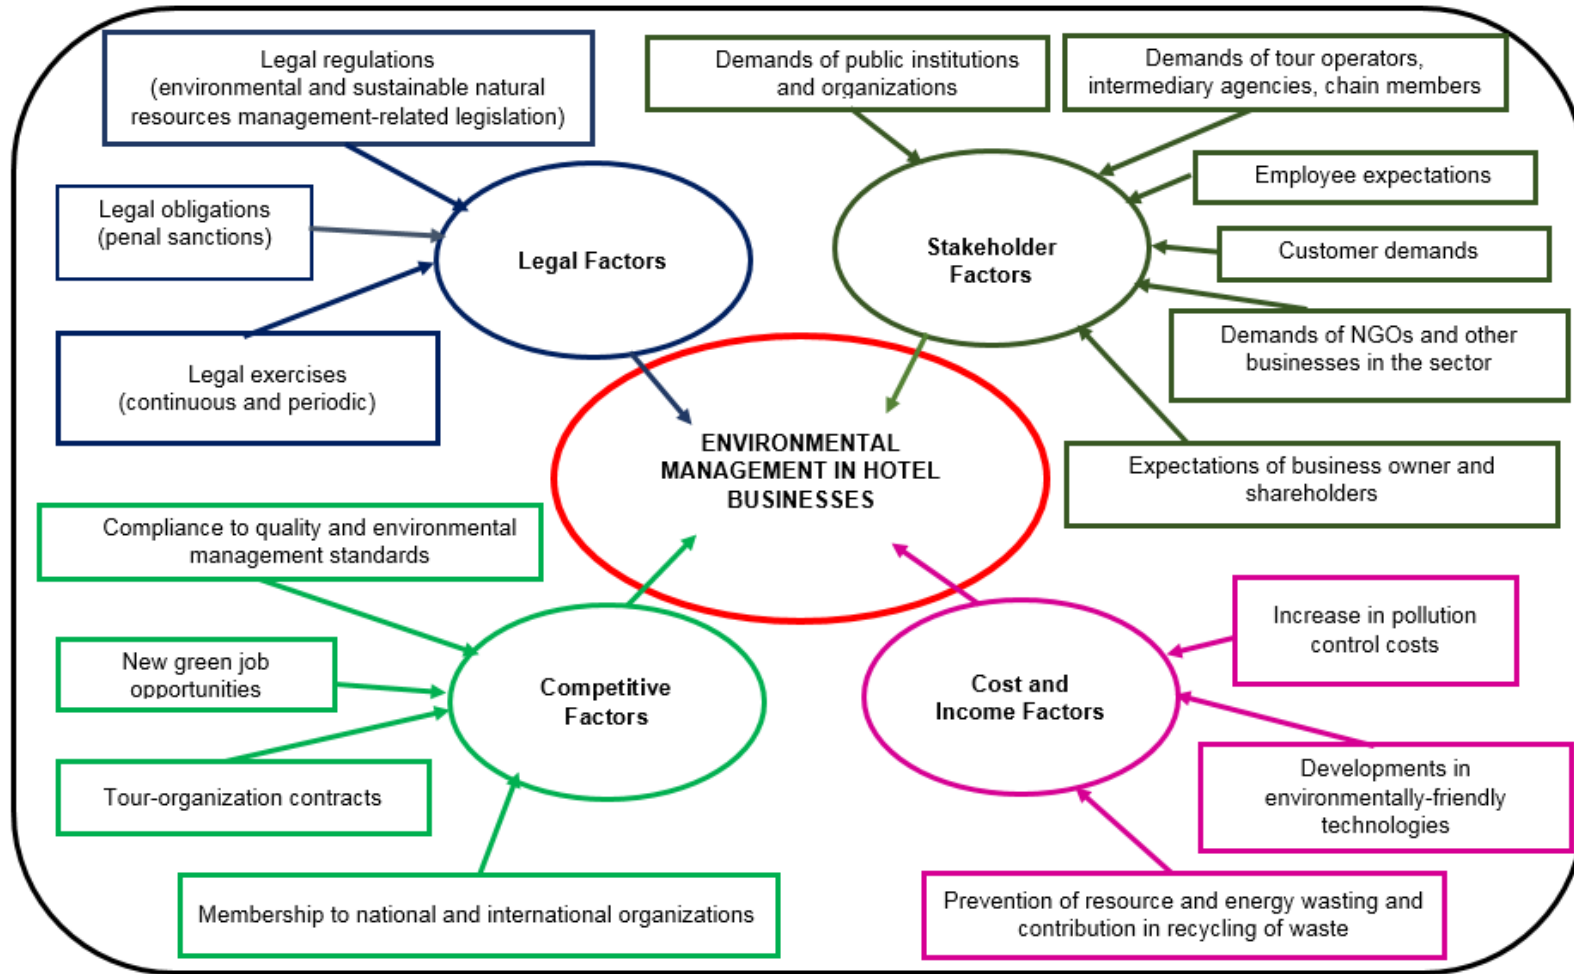 Legal regulations
(environmental and sustainable natural
resources management-related legislation)
Legal obligations
(penal sanctions)
Legal exercises
(continuous and periodic)
Legal Factors
Demands of public institutions
and organizations
Demands of tour operators,
intermediary agencies, chain members
Employee expectations
Customer demands
Demands of NGOs and other
businesses in the sector
Expectations of business owner and
shareholders
Stakeholder
Factors
ENVIRONMENTAL
MANAGEMENT IN HOTEL
BUSINESSES
Compliance to quality and environmental
management standards
New green job
opportunities
Tour-organization contracts
Membership to national and international organizations
Competitive
Factors
Cost and
Income Factors
Increase in pollution
control costs
Developments in
environmentally-friendly
technologies
Prevention of resource and energy wasting and
contribution in recycling of waste